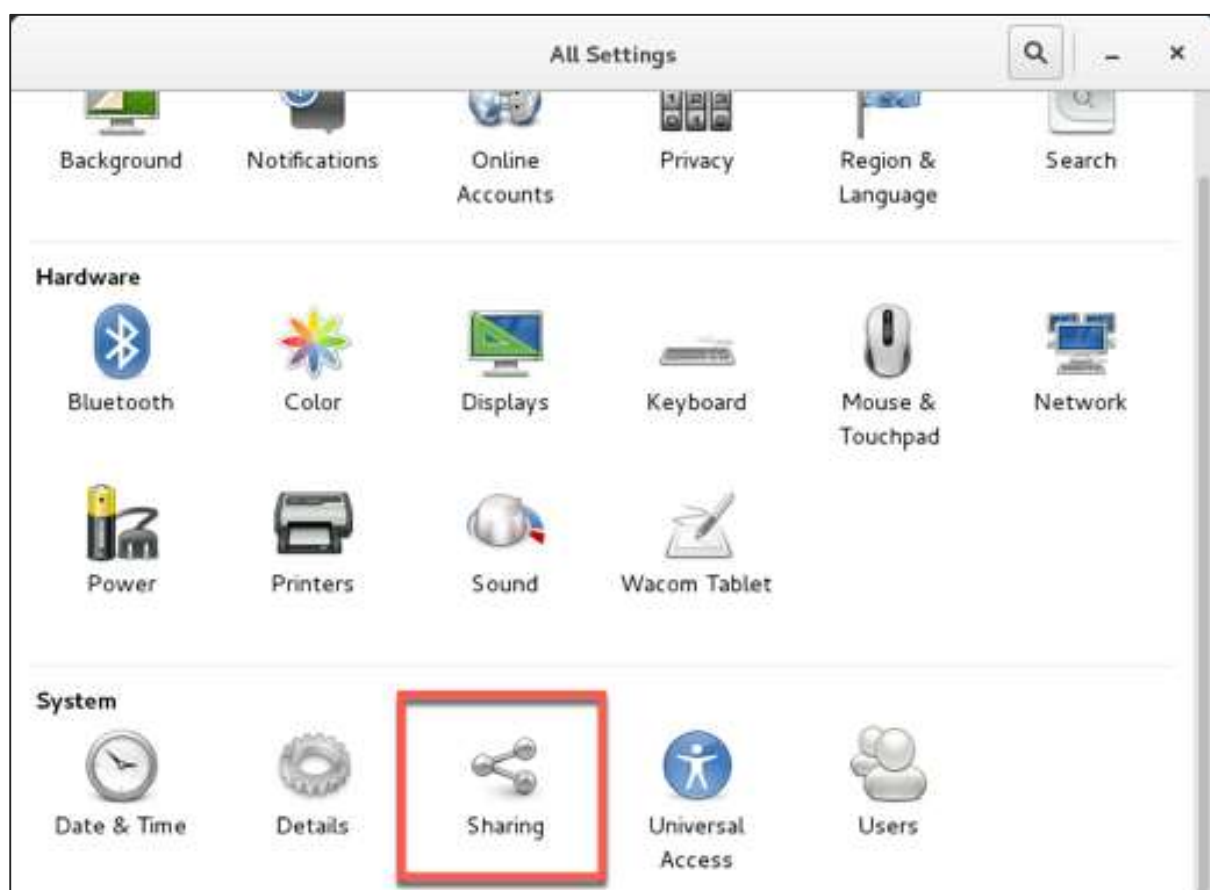 All Settings
Background Notifications Online Accounts Privacy Region & Language Search
Hardware
Bluetooth Color Displays Keyboard Mouse & Touchpad Network
Power Printers Sound Wacom Tablet
System
Date & Time Details Sharing Universal Access Users